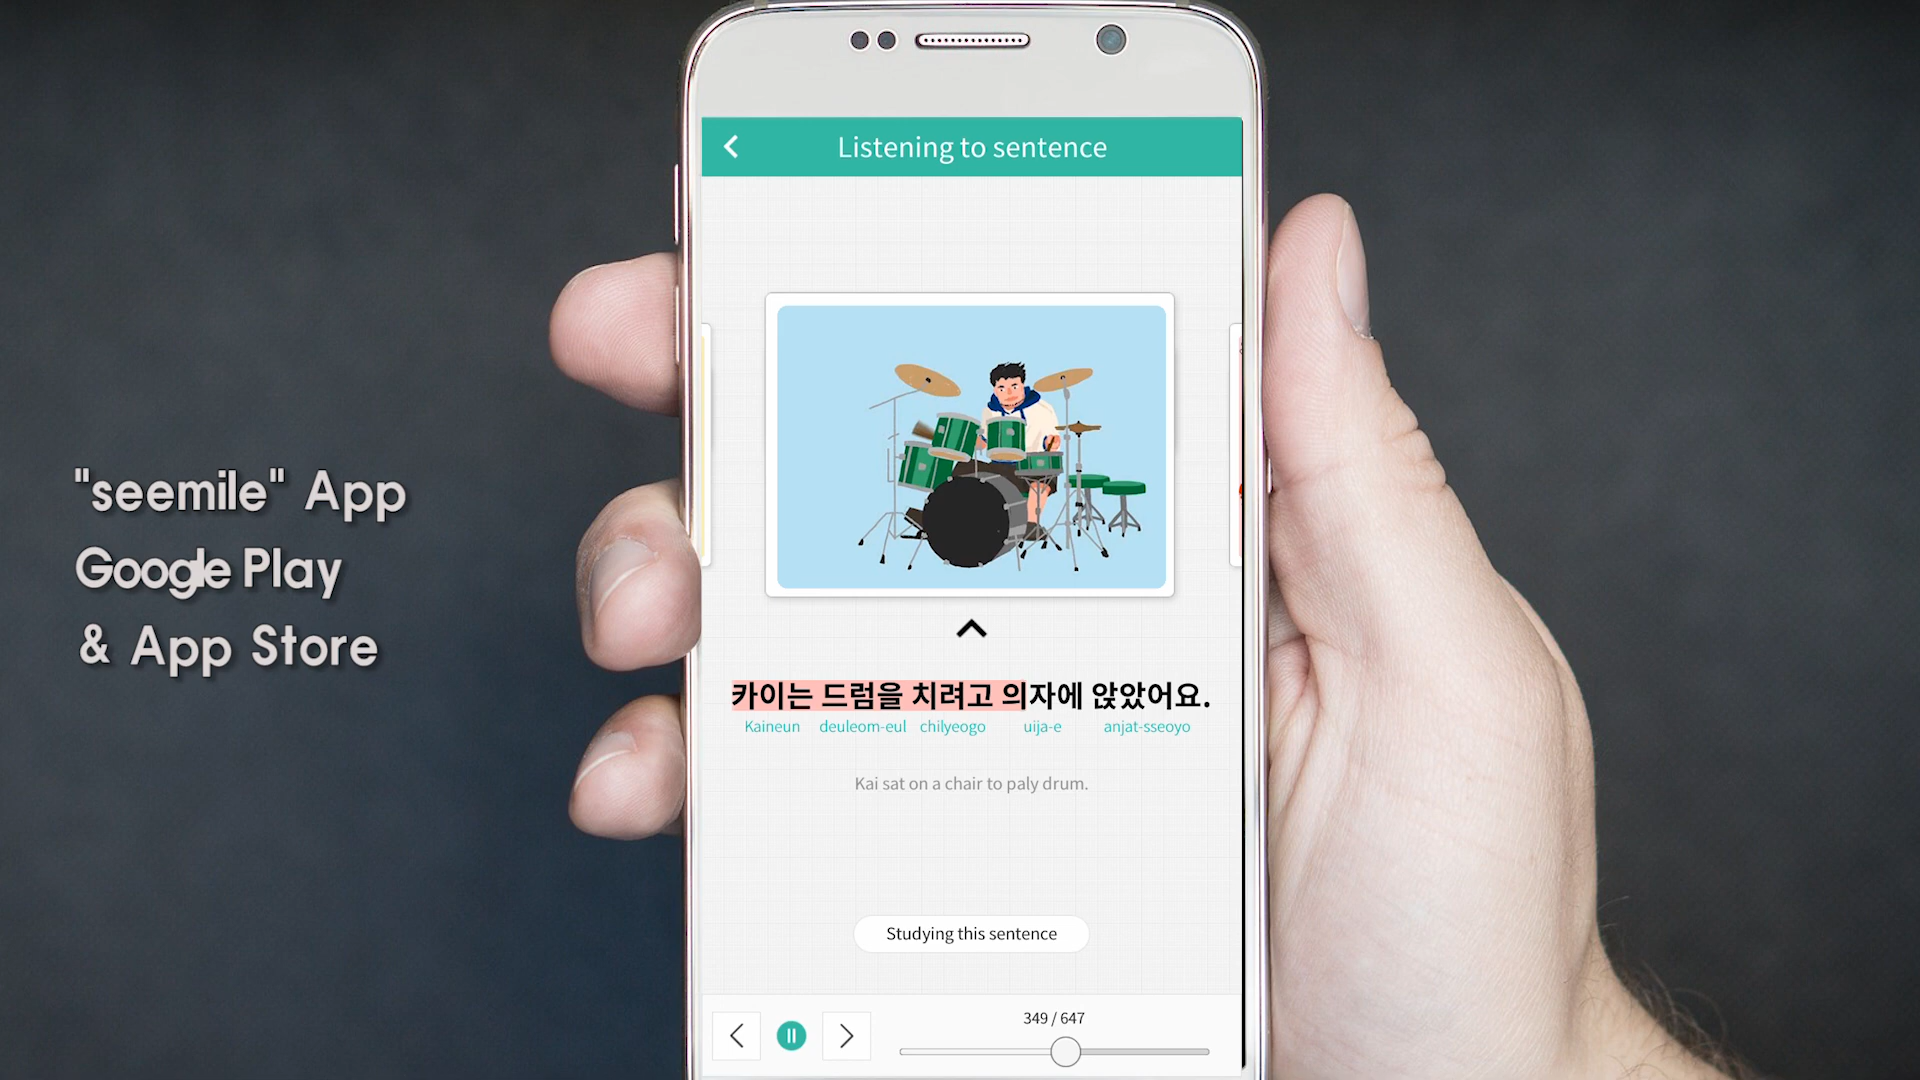 "seemile" App
Google Play
& App Store
Listening to sentence
카이는 드럼을 치려고 의자에 앉았어요.
Kaineun deuleom-eul chilyeogo uija-e anjat-sseoyo
Kai sat on a chair to paly drum.
Studying this sentence
349 / 647